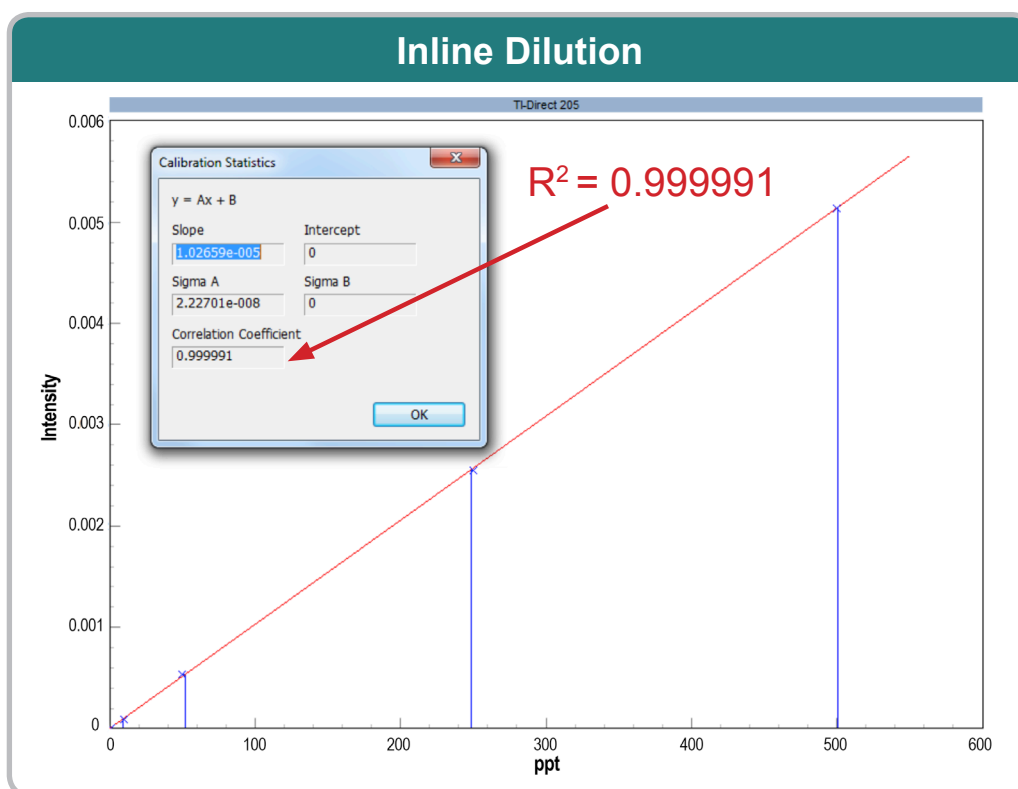 Inline Dilution
Tl-Direct 205
0.006
0.005
0.004
0.003
0.002
0.001
0
Intensity
Calibration Statistics
x
y = Ax + B
Slope Intercept
1.02659e-005 0
Sigma A Sigma B
2.22701e-008 0
Correlation Coefficient
0.999991
OK
R² = 0.999991
0 100 200 300 400 500 600
ppt